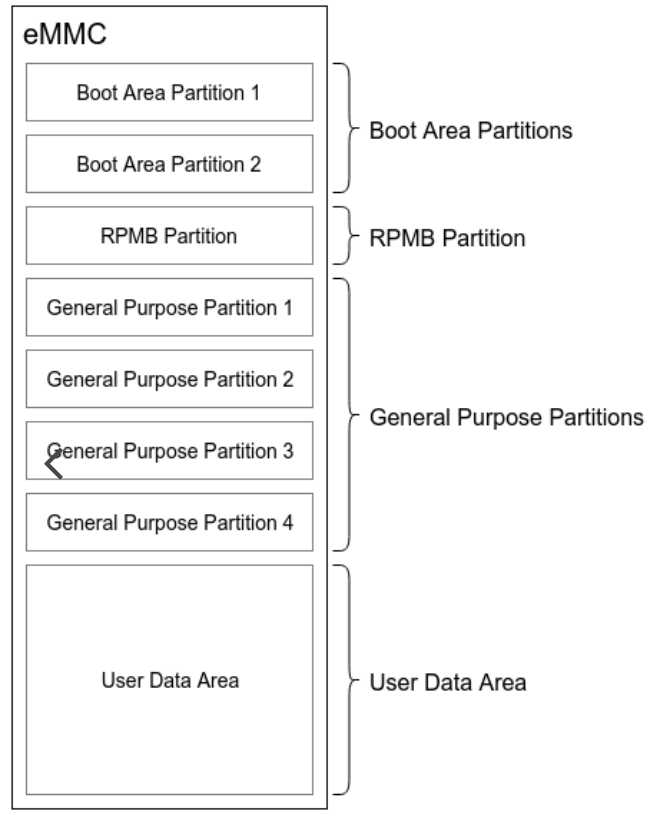 eMMC
Boot Area Partition 1
Boot Area Partition 2
Boot Area Partitions
RPMB Partition
RPMB Partition
General Purpose Partition 1
General Purpose Partition 2
General Purpose Partition 3
General Purpose Partition 4
General Purpose Partitions
User Data Area
User Data Area